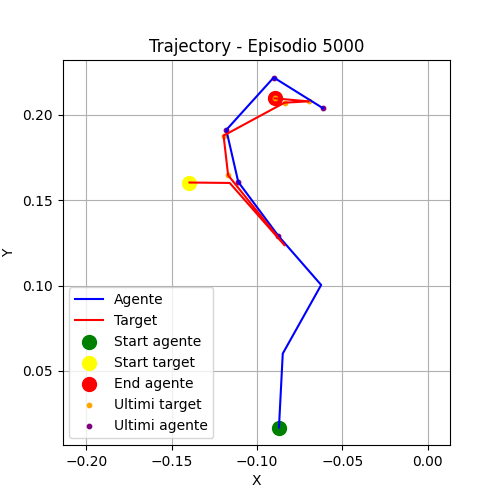 Trajectory - Episodio 5000
0.20
0.15
0.10
0.05
Y
Agente
Target
Start agente
Start target
End agente
Ultimi target
Ultimi agente
−0.20 −0.15 −0.10 −0.05 0.00
X